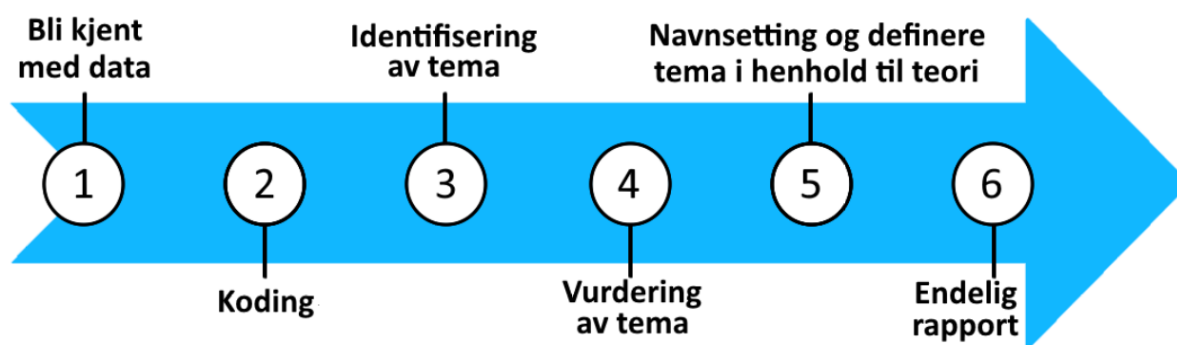 Bli kjent
med data
1
2
Koding
Identifisering
av tema
3
4
Vurdering
av tema
Navnsetting og definere
tema i henhold til teori
5
6
Endelig
rapport